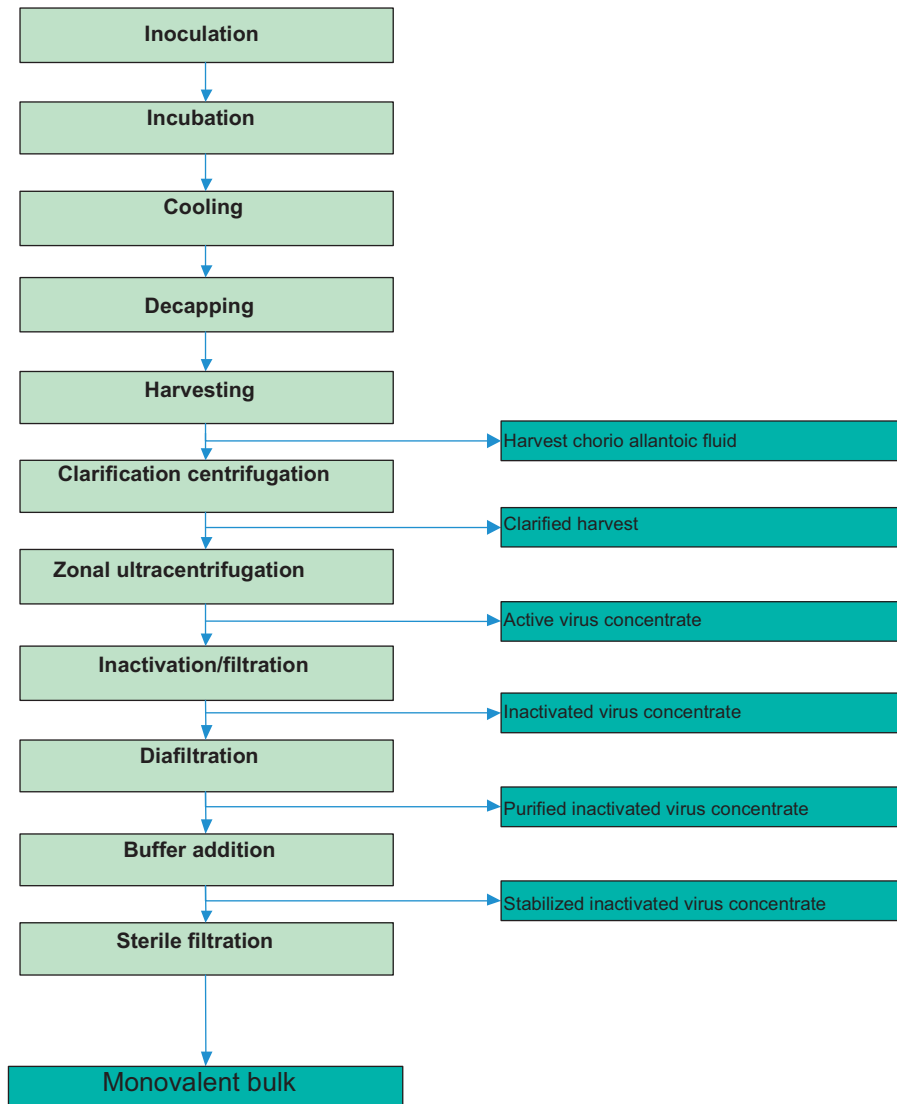 Inoculation
Incubation
Cooling
Decapping
Harvesting
Harvest chorio allantoic fluid
Clarification centrifugation
Clarified harvest
Zonal ultracentrifugation
Active virus concentrate
Inactivation/filtration
Inactivated virus concentrate
Diafiltration
Purified inactivated virus concentrate
Buffer addition
Stabilized inactivated virus concentrate
Sterile filtration
Monovalent bulk